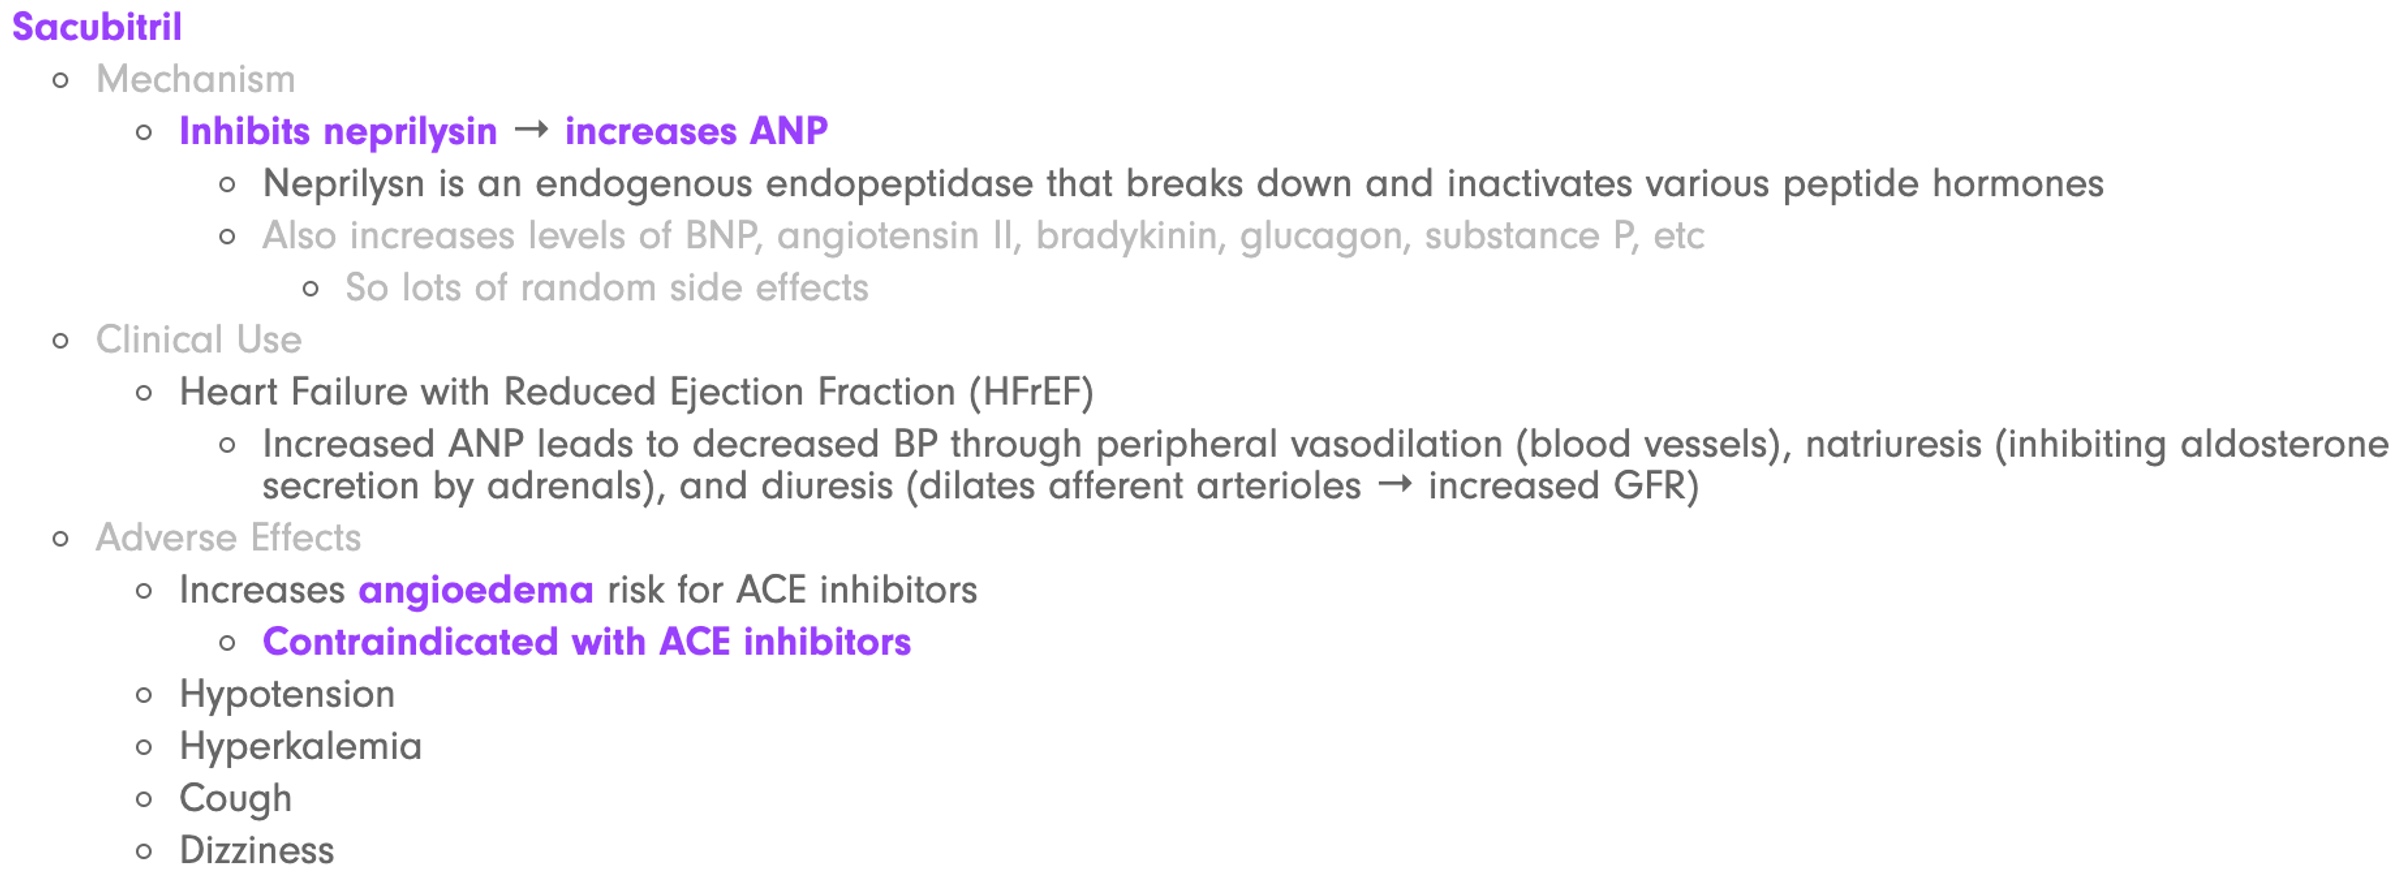 Sacubitril
Mechanism
Inhibits neprilysin → increases ANP
Neprilysn is an endogenous endopeptidase that breaks down and inactivates various peptide hormones
Also increases levels of BNP, angiotensin II, bradykinin, glucagon, substance P, etc
So lots of random side effects
Clinical Use
Heart Failure with Reduced Ejection Fraction (HFrEF)
Increased ANP leads to decreased BP through peripheral vasodilation (blood vessels), natriuresis (inhibiting aldosterone
secretion by adrenals), and diuresis (dilates afferent arterioles → increased GFR)
Adverse Effects
Increases angioedema risk for ACE inhibitors
Contraindicated with ACE inhibitors
Hypotension
Hyperkalemia
Cough
Dizziness